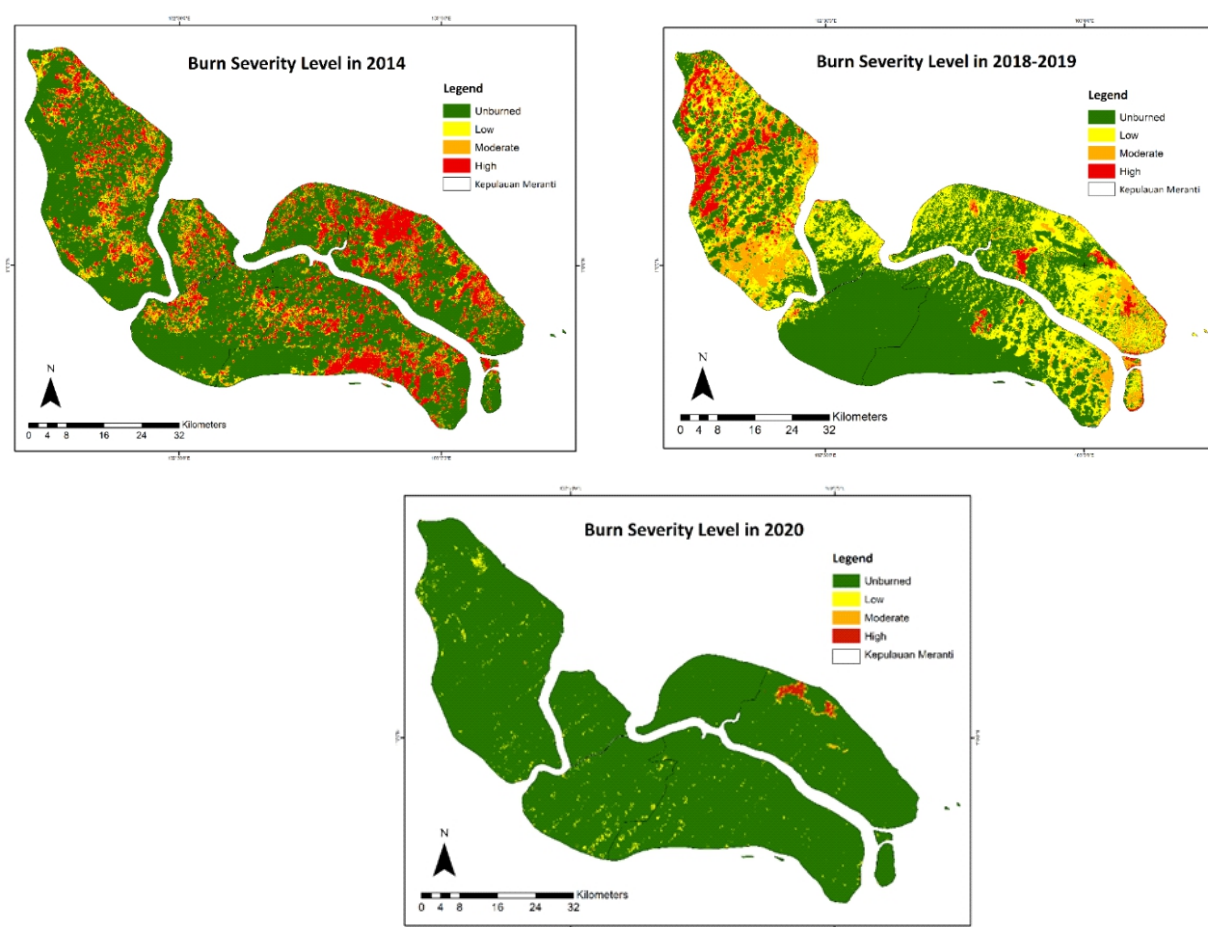 Burn Severity Level in 2014
Legend
Unburned
Low
Moderate
High
Kepulauan Meranti
N
Kilometers
0 4 8 16 24 32
Burn Severity Level in 2018-2019
Legend
Unburned
Low
Moderate
High
Kepulauan Meranti
N
Kilometers
0 4 8 16 24 32
Burn Severity Level in 2020
Legend
Unburned
Low
Moderate
High
Kepulauan Meranti
N
Kilometers
0 4 8 16 24 32